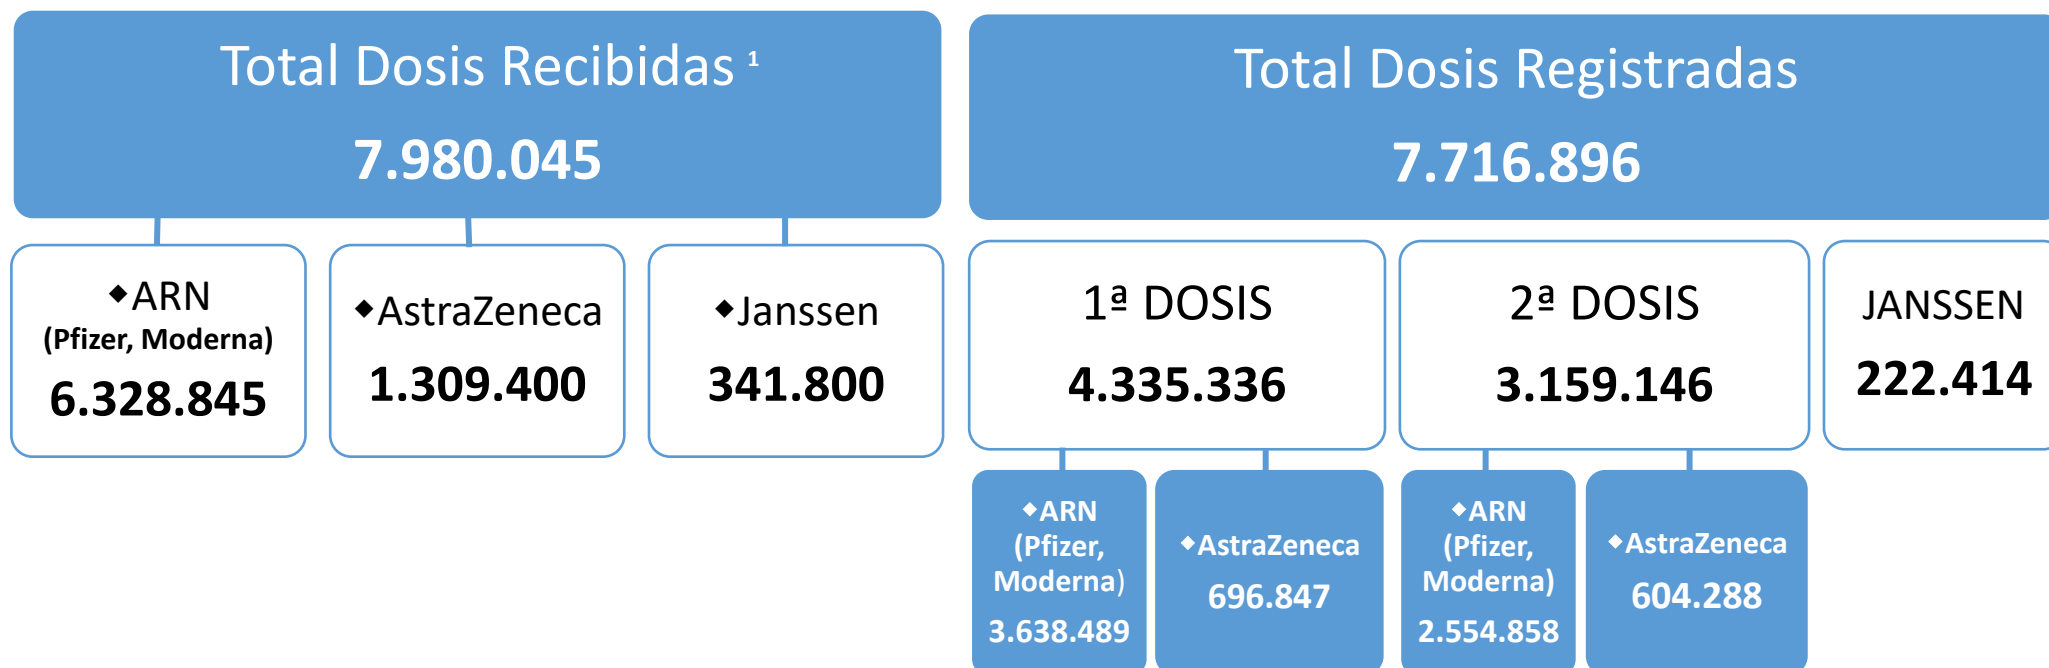 Total Dosis Recibidas ¹
7.980.045
◆ARN
(Pfizer, Moderna)
6.328.845
◆AstraZeneca
1.309.400
◆Janssen
341.800
Total Dosis Registradas
7.716.896
1ª DOSIS
4.335.336
◆ARN
(Pfizer,
Moderna)
3.638.489
◆AstraZeneca
696.847
2ª DOSIS
3.159.146
◆ARN
(Pfizer,
Moderna)
2.554.858
◆AstraZeneca
604.288
JANSSEN
222.414